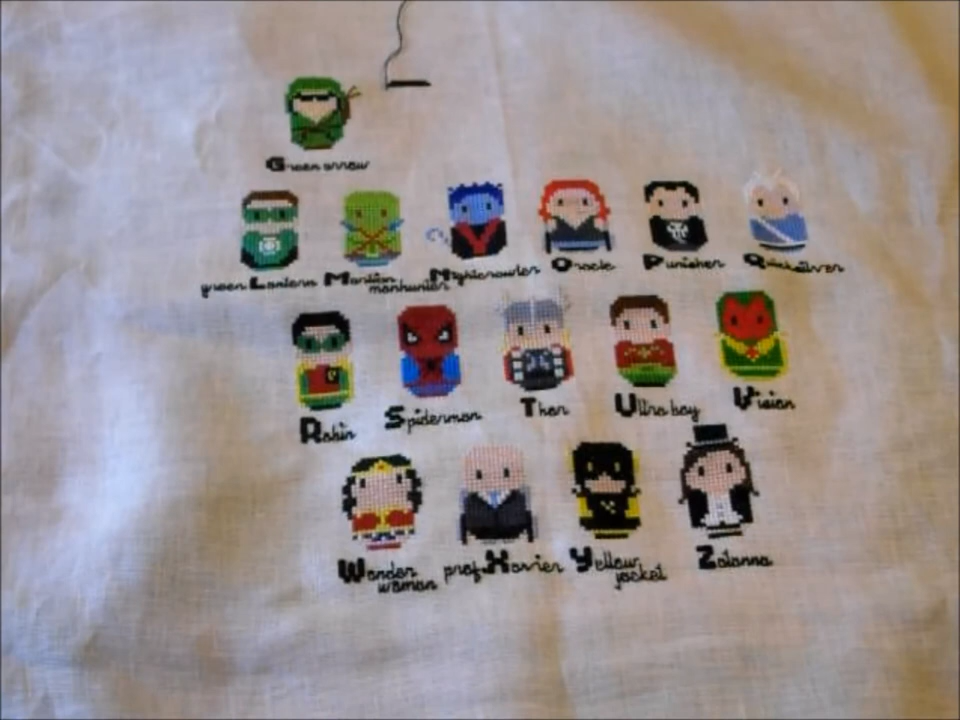 Green arrow
green Lantern Martian manhunter Nightcrawler Oracle Punisher Quicksilver
Robin Spiderman Thor Ultra boy Vision
Wonder woman prof. Xavier Yellow jacket Zatanna